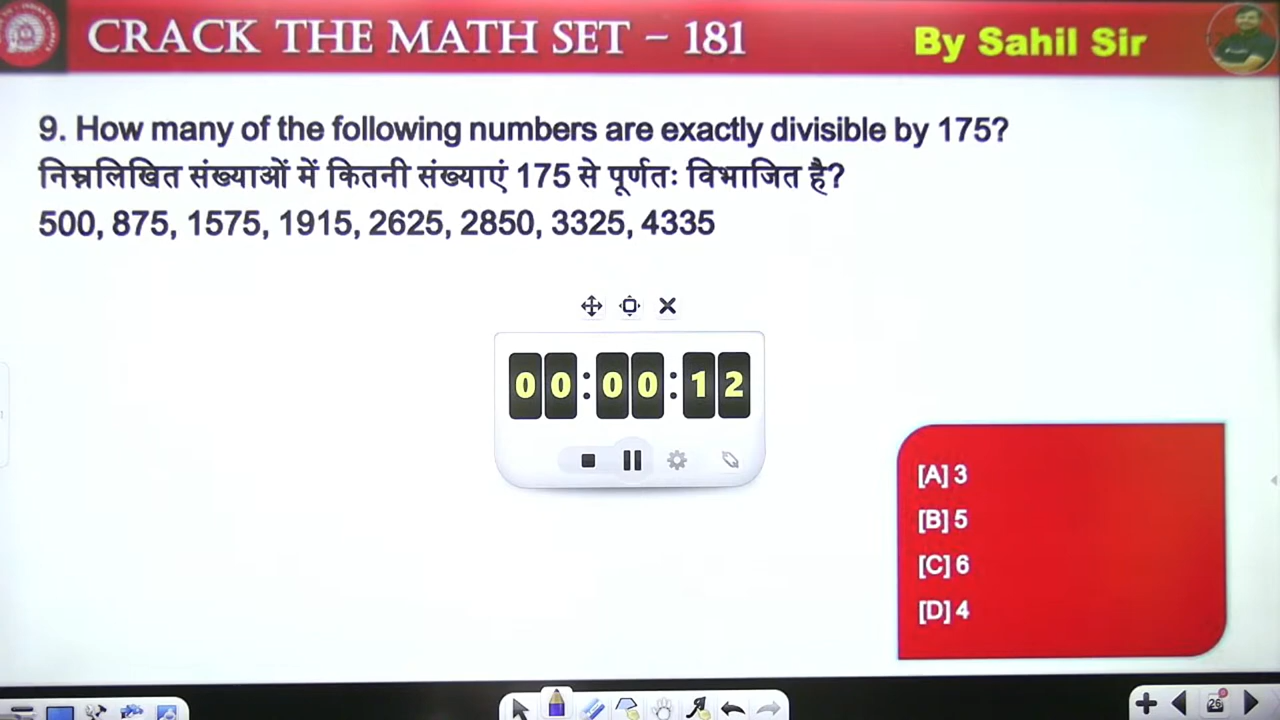 CRACK THE MATH SET – 181
By Sahil Sir
9. How many of the following numbers are exactly divisible by 175?
निम्नलिखित संख्याओं में कितनी संख्याएं 175 से पूर्णतः विभाजित है?
500, 875, 1575, 1915, 2625, 2850, 3325, 4335
00:00:12
[A] 3
[B] 5
[C] 6
[D] 4
26